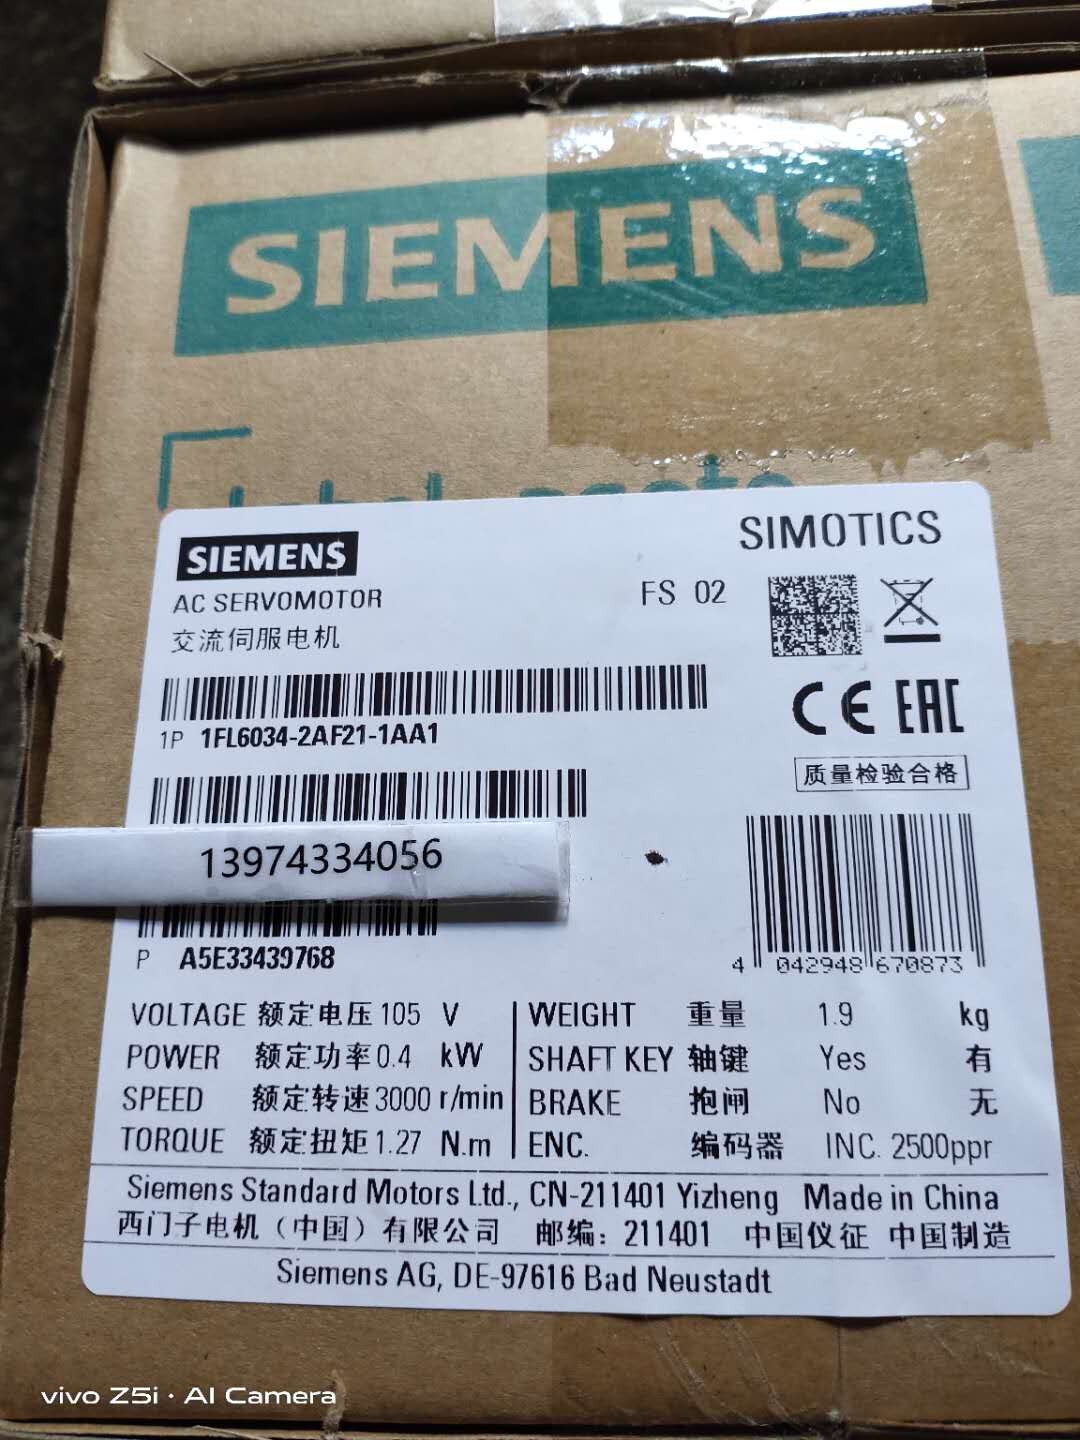 SIEMENS
SIEMENS
SIMOTICS
AC SERVOMOTOR
FS 02
交流伺服电机
1P 1FL6034-2AF21-1AA1
CE EAC
质量检验合格
13974334056
P A5E33439768
4 042948 670873
VOLTAGE 额定电压 105 V
WEIGHT 重量 1.9 kg
POWER 额定功率 0.4 kW
SHAFT KEY 轴键 Yes 有
SPEED 额定转速 3000 r/min
BRAKE 抱闸 No 无
TORQUE 额定扭矩 1.27 N.m
ENC. 编码器 INC. 2500ppr
Siemens Standard Motors Ltd., CN-211401 Yizheng Made in China
西门子电机（中国）有限公司 邮编：211401 中国仪征 中国制造
Siemens AG, DE-97616 Bad Neustadt
vivo Z5i · AI Camera